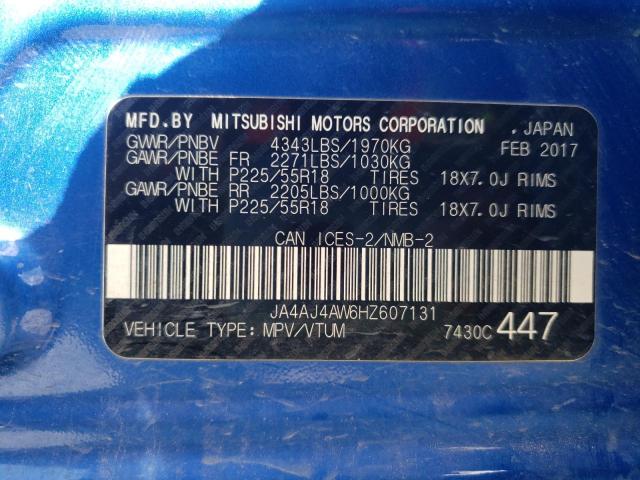 MFD.BY MITSUBISHI MOTORS CORPORATION . JAPAN
GVWR/PNBV 4343LBS/1970KG FEB 2017
GAWR/PNBE FR 2271LBS/1030KG
WITH P225/55R18 TIRES 18X7.0J RIMS
GAWR/PNBE RR 2205LBS/1000KG
WITH P225/55R18 TIRES 18X7.0J RIMS
CAN ICES-2/NMB-2
JA4AJ4AW6HZ607131
VEHICLE TYPE: MPV/VTUM 7430C 447